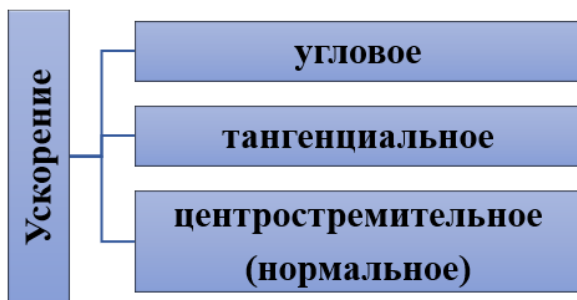 Ускорение
угловое
тангенциальное
центростремительное
(нормальное)